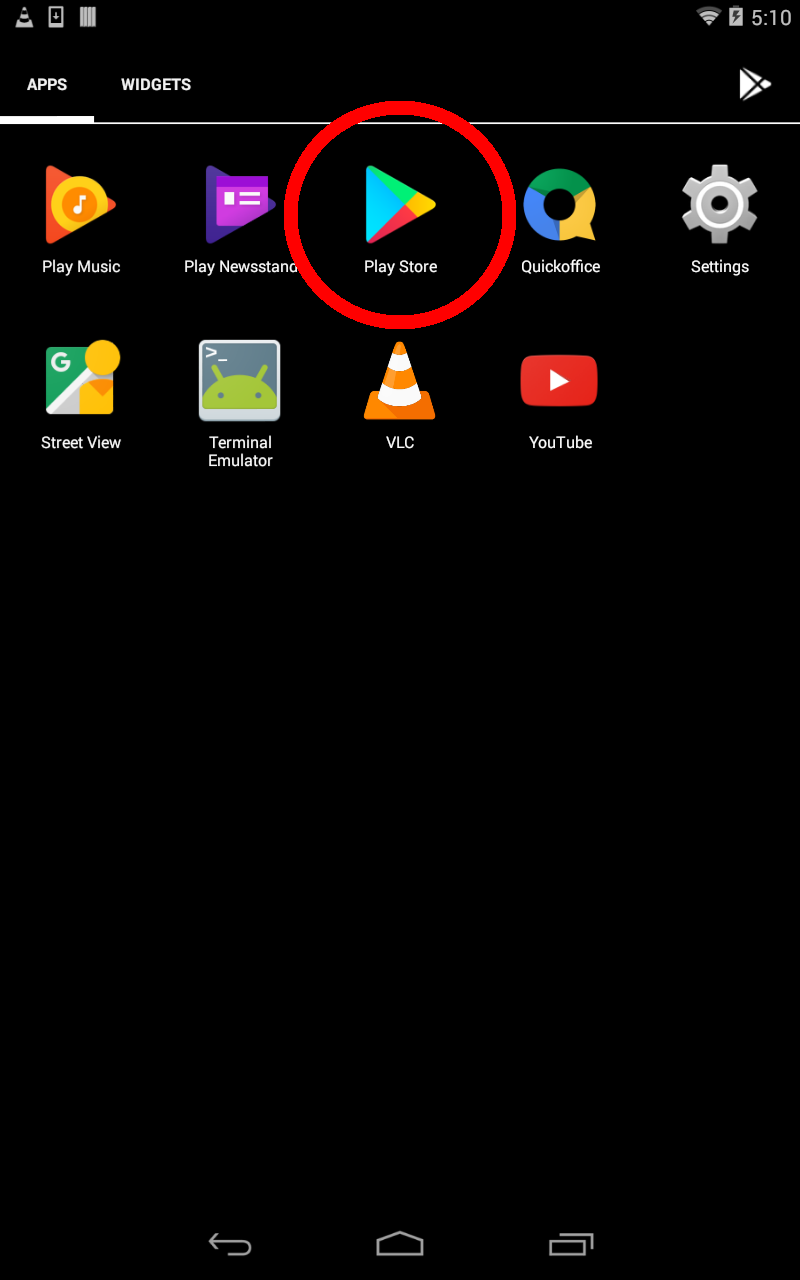 5:10
APPS WIDGETS
Play Music Play Newsstand Play Store Quickoffice Settings
G >_
Street View Terminal Emulator VLC YouTube